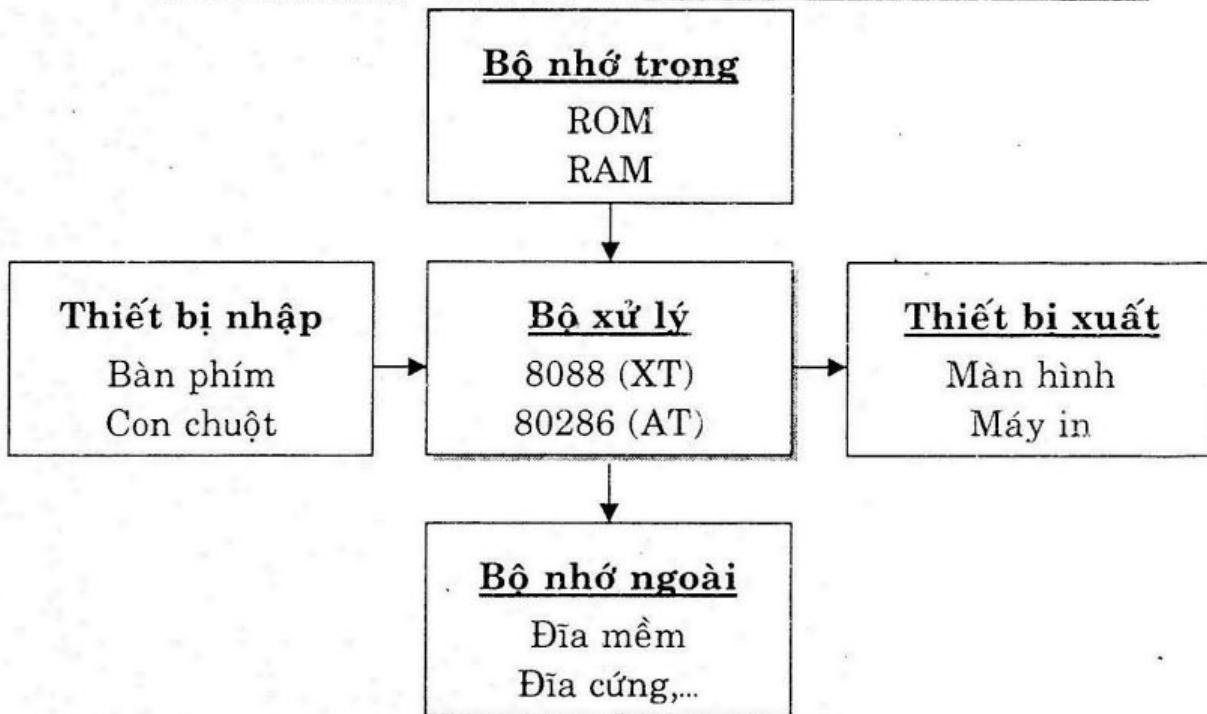 Bộ nhớ trong
ROM
RAM
Thiết bị nhập
Bàn phím
Con chuột
Bộ xử lý
8088 (XT)
80286 (AT)
Thiết bi xuất
Màn hình
Máy in
Bộ nhớ ngoài
Đĩa mềm
Đĩa cứng,...